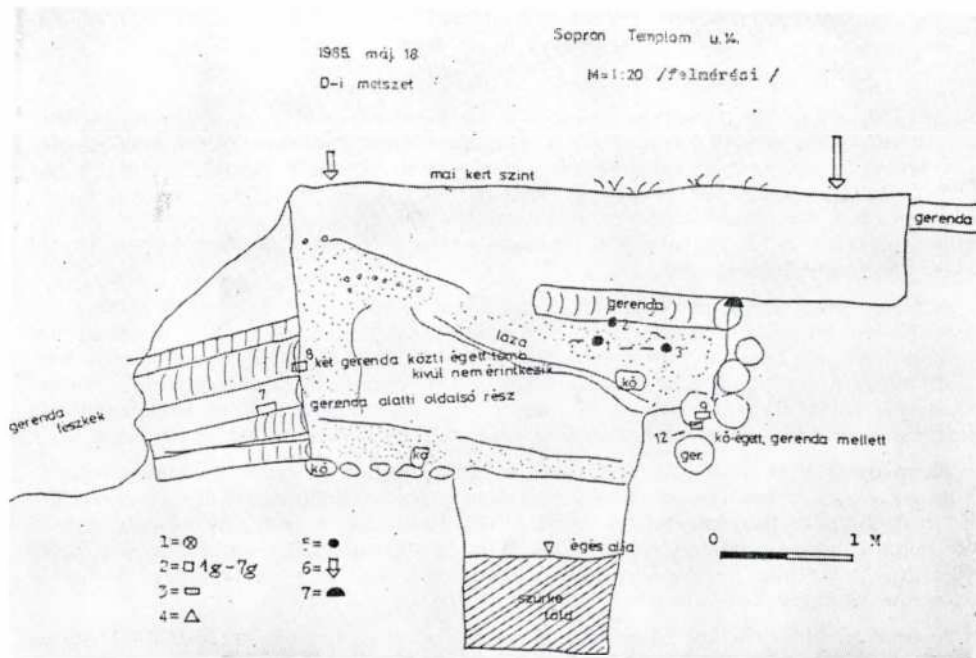 Sopron Templom u.14.
1985. máj. 18.
M=1:20 /felmérési/
D-i metszet
mai kert szint
gerenda
gerenda
2
laza
3
8
két gerenda közti égett tömb
kívül nem érintkezik
kő
7
gerenda alatti oldalsó rész
gerenda
fészkek
9
12
kő-égett, gerenda mellett
kő
kő
ger.
0 1 M
1=
2= 1g-7g
3=
4=
5=
6=
7=
égés alja
szürke
föld